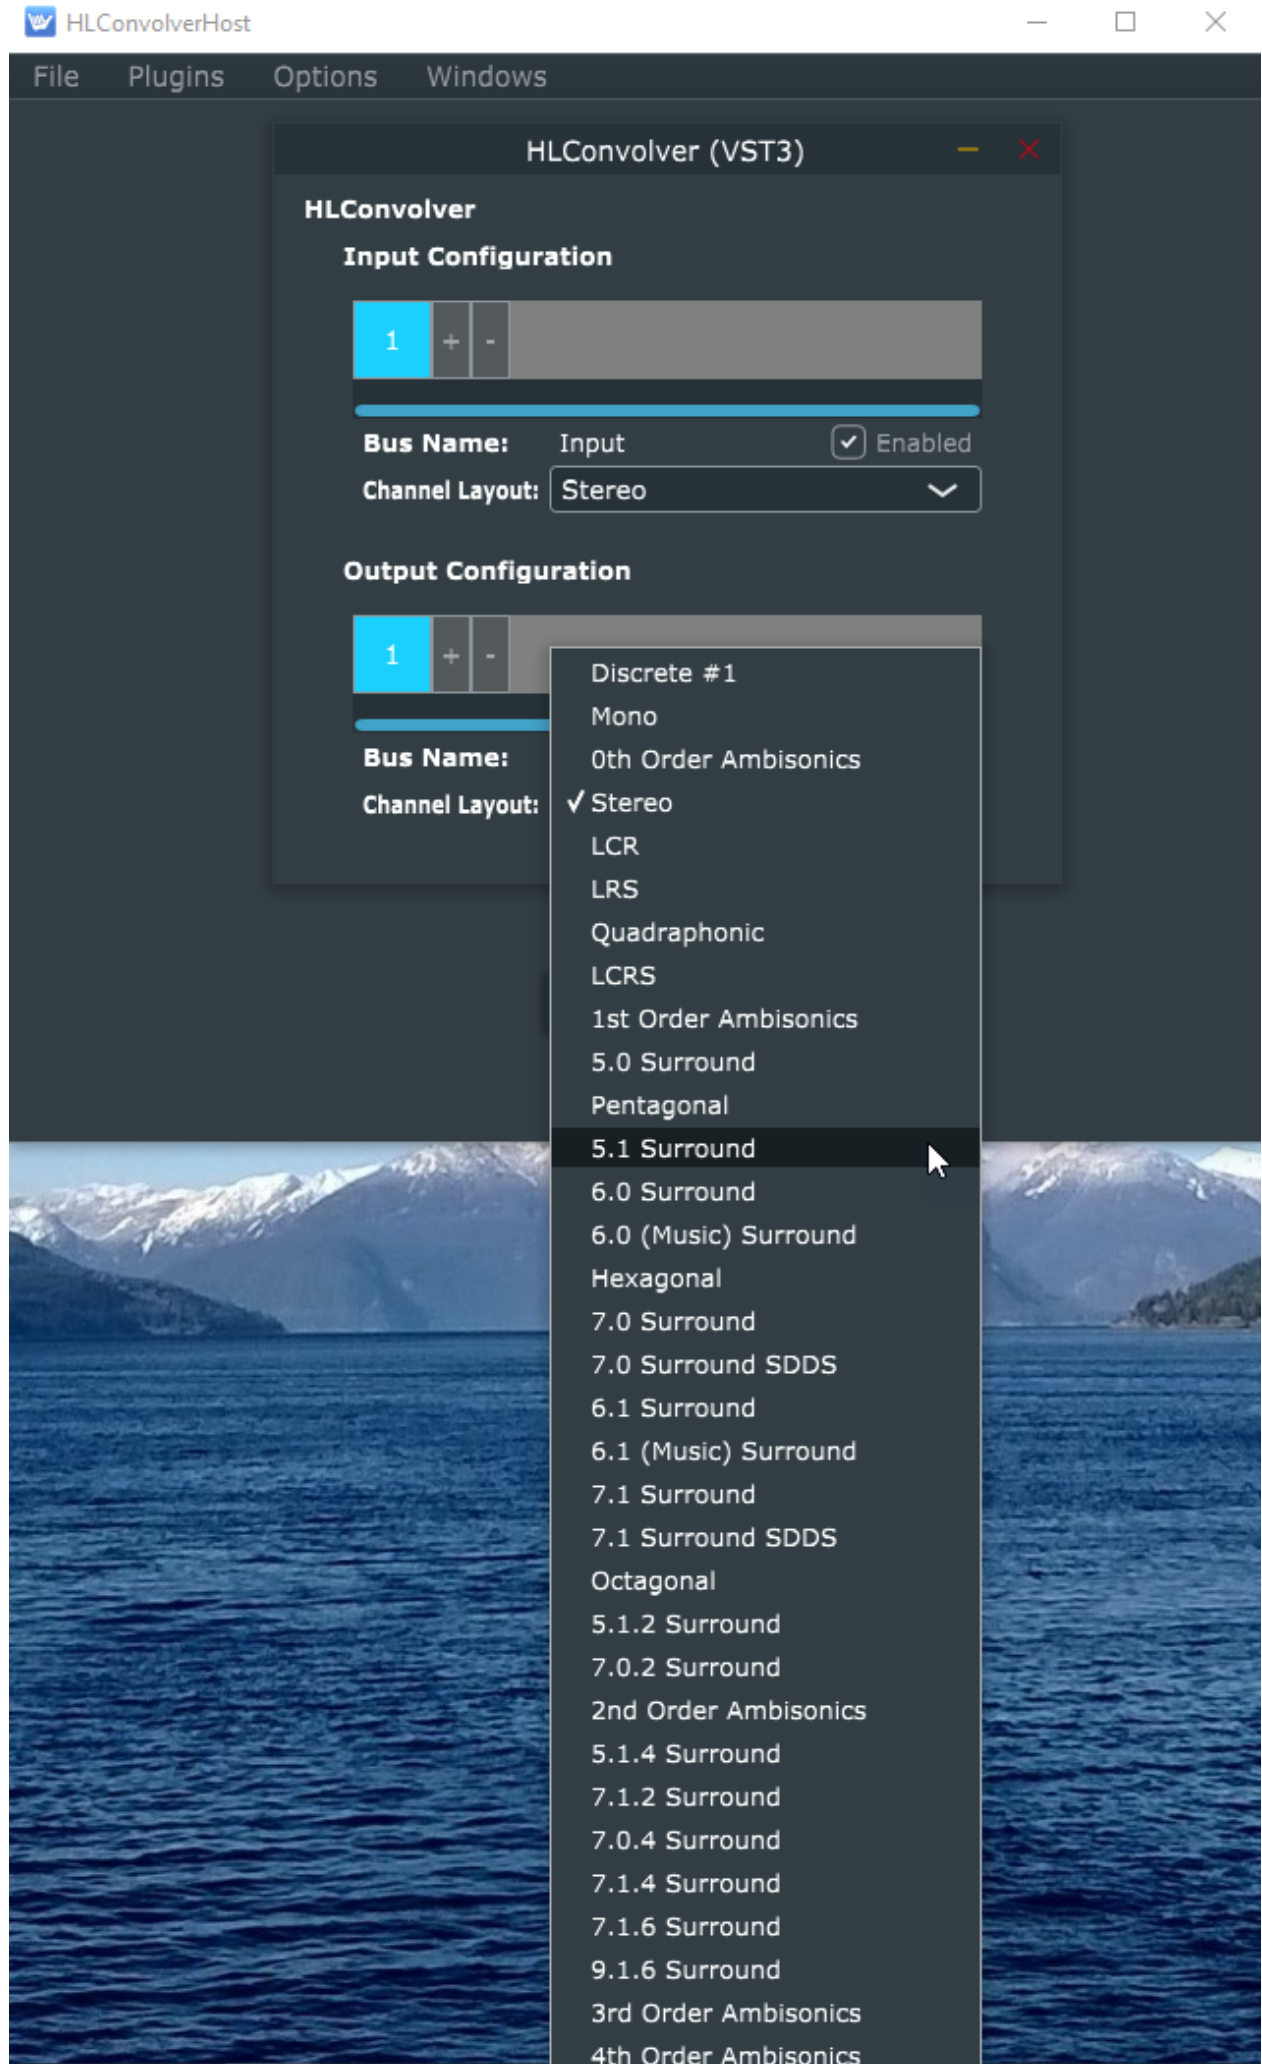 HLConvolverHost
File Plugins Options Windows
HLConvolver (VST3)
HLConvolver
Input Configuration
1 + -
Bus Name: Input Enabled
Channel Layout: Stereo
Output Configuration
1 + -
Bus Name:
Channel Layout:
Discrete #1
Mono
0th Order Ambisonics
Stereo
LCR
LRS
Quadraphonic
LCRS
1st Order Ambisonics
5.0 Surround
Pentagonal
5.1 Surround
6.0 Surround
6.0 (Music) Surround
Hexagonal
7.0 Surround
7.0 Surround SDDS
6.1 Surround
6.1 (Music) Surround
7.1 Surround
7.1 Surround SDDS
Octagonal
5.1.2 Surround
7.0.2 Surround
2nd Order Ambisonics
5.1.4 Surround
7.1.2 Surround
7.0.4 Surround
7.1.4 Surround
7.1.6 Surround
9.1.6 Surround
3rd Order Ambisonics
4th Order Ambisonics